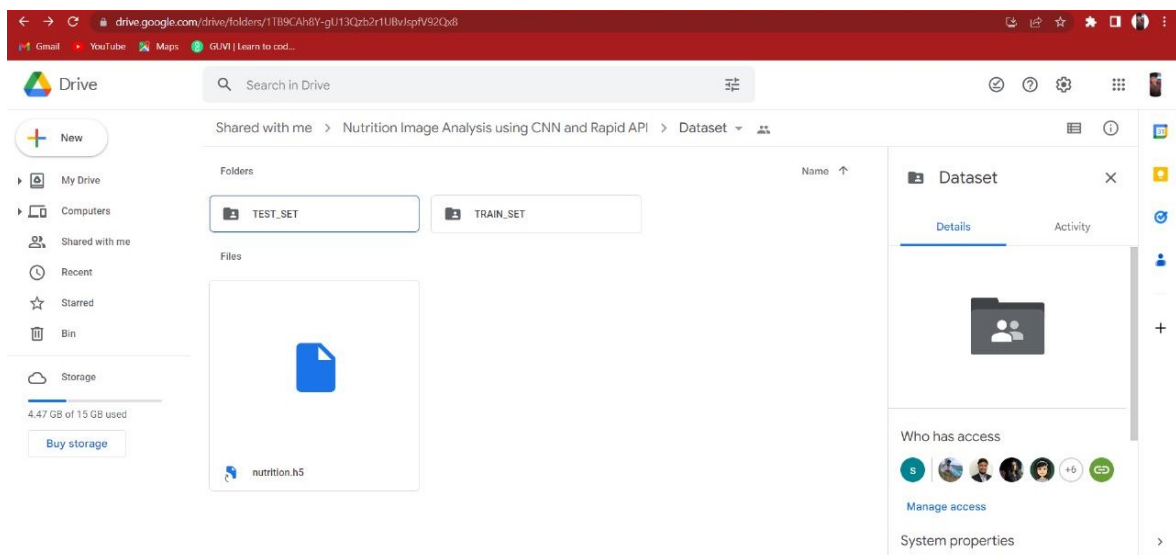 drive.google.com/drive/folders/1TB9CAh8Y-gU13Qzb2r1UBvJspfV92Qx8
Gmail YouTube Maps GUVI | Learn to cod...
Drive Search in Drive
New
Shared with me > Nutrition Image Analysis using CNN and Rapid API > Dataset
My Drive
Computers
Shared with me
Recent
Starred
Bin
Storage
4.47 GB of 15 GB used
Buy storage
Folders Name
TEST_SET TRAIN_SET
Files
nutrition.h5
Dataset
Details Activity
Who has access
s +6
Manage access
System properties